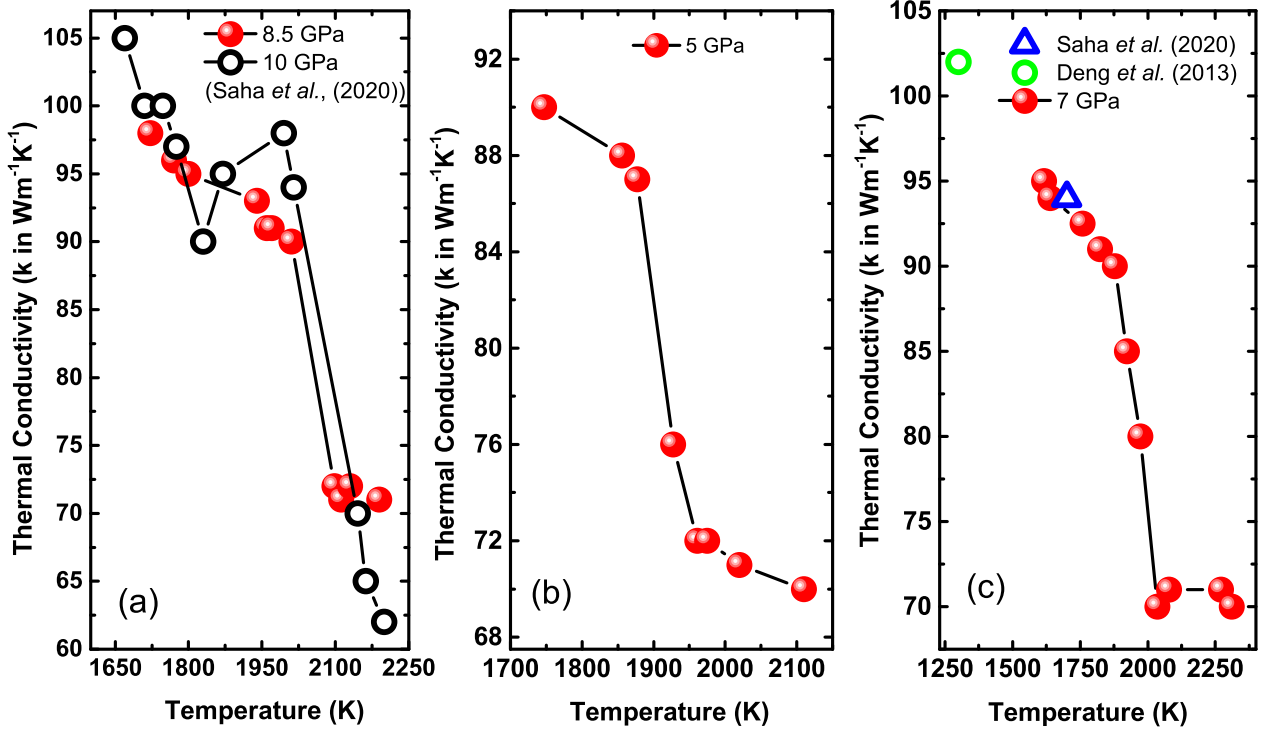 8.5 GPa
10 GPa
(Saha et al., (2020))
Thermal Conductivity (k in Wm⁻¹K⁻¹)
105
100
95
90
85
80
75
70
65
60
(a)
1650 1800 1950 2100 2250
Temperature (K)
5 GPa
Thermal Conductivity (k in Wm⁻¹K⁻¹)
92
88
84
80
76
72
68
(b)
1700 1800 1900 2000 2100
Temperature (K)
Saha et al. (2020)
Deng et al. (2013)
7 GPa
Thermal Conductivity (k in Wm⁻¹K⁻¹)
105
100
95
90
85
80
75
70
(c)
1250 1500 1750 2000 2250
Temperature (K)